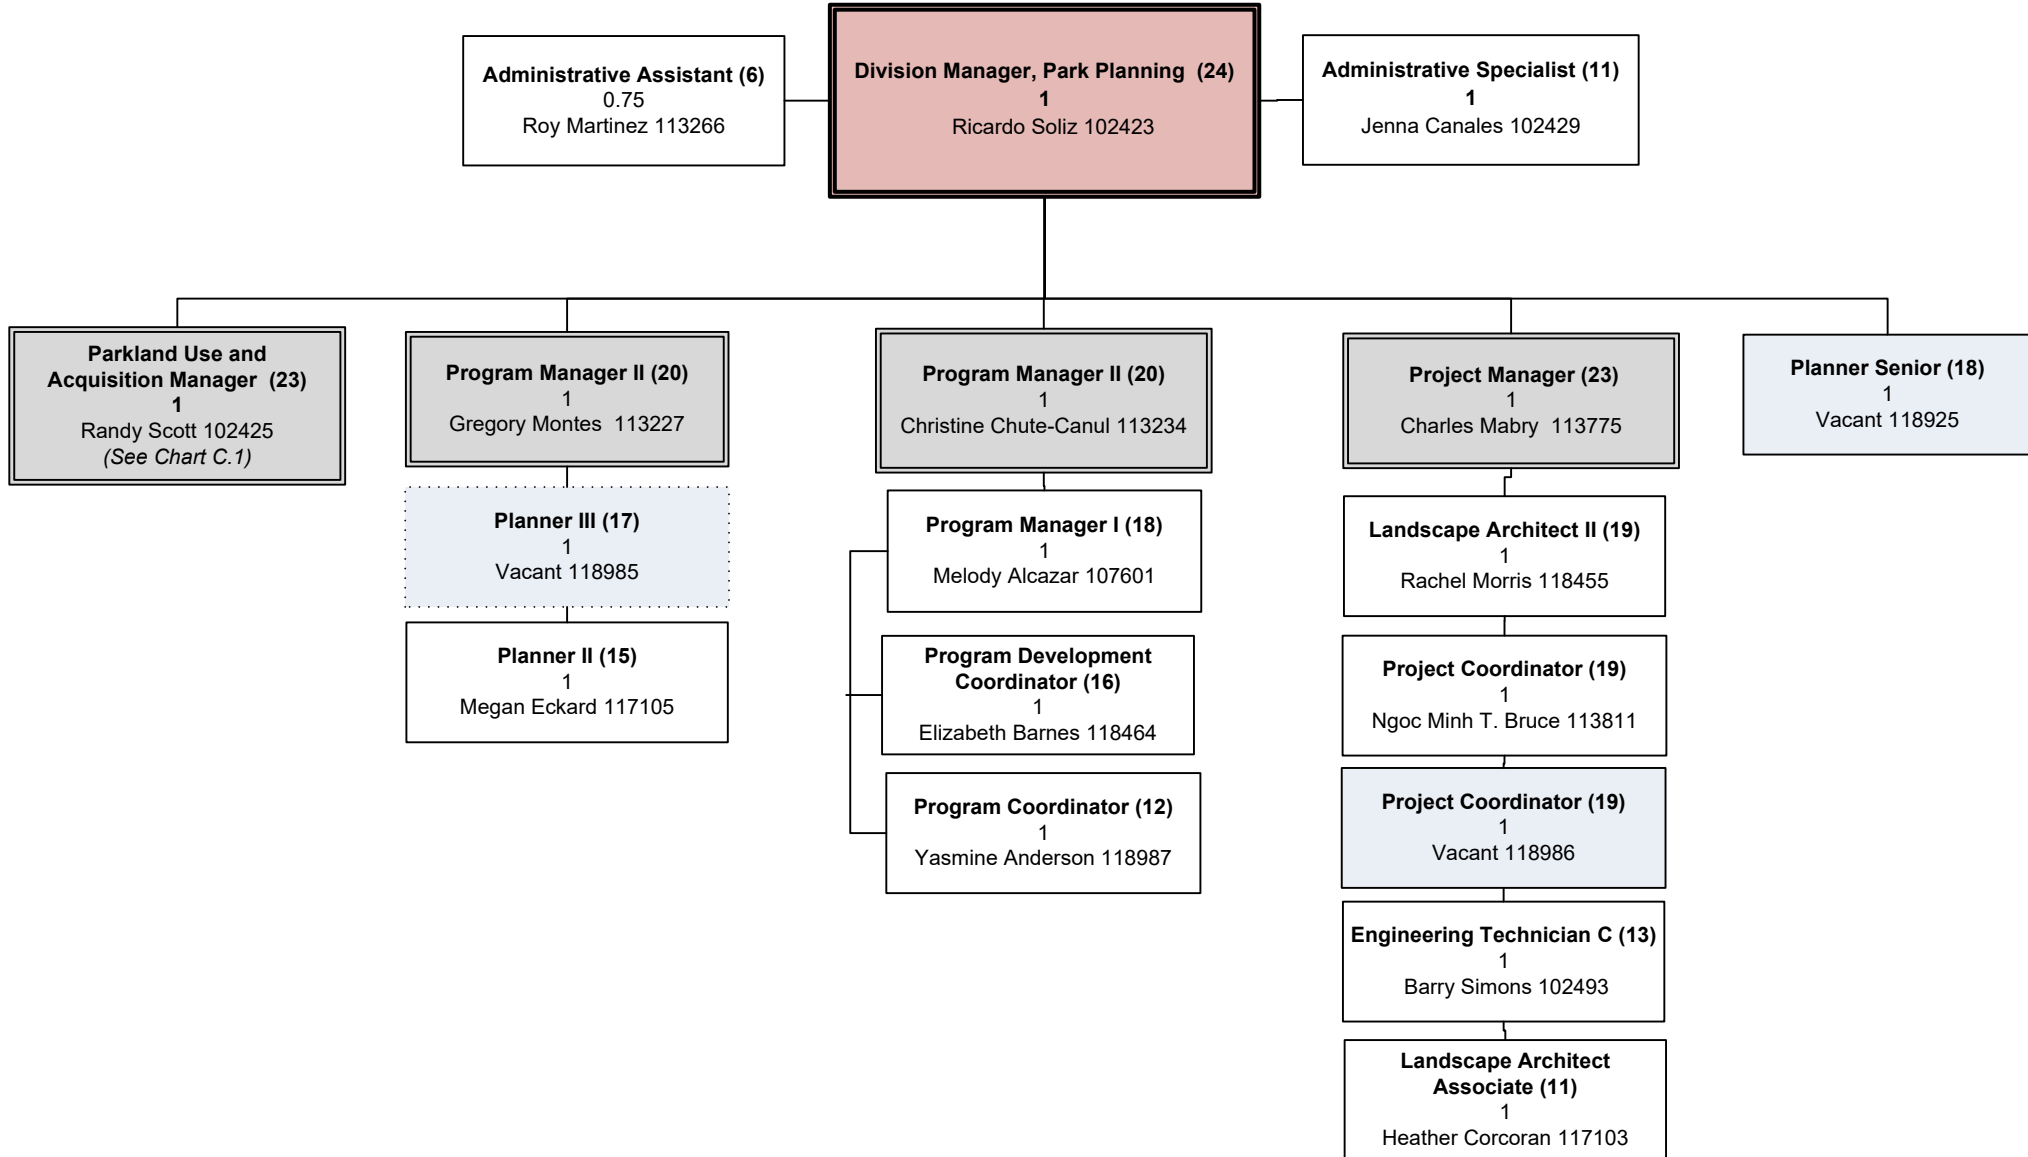 Administrative Assistant (6)
0.75
Roy Martinez 113266
Division Manager, Park Planning (24)
1
Ricardo Soliz 102423
Administrative Specialist (11)
1
Jenna Canales 102429
Parkland Use and
Acquisition Manager (23)
1
Randy Scott 102425
(See Chart C.1)
Program Manager II (20)
1
Gregory Montes 113227
Planner III (17)
1
Vacant 118985
Planner II (15)
1
Megan Eckard 117105
Program Manager II (20)
1
Christine Chute-Canul 113234
Program Manager I (18)
1
Melody Alcazar 107601
Program Development
Coordinator (16)
1
Elizabeth Barnes 118464
Program Coordinator (12)
1
Yasmine Anderson 118987
Project Manager (23)
1
Charles Mabry 113775
Landscape Architect II (19)
1
Rachel Morris 118455
Project Coordinator (19)
1
Ngoc Minh T. Bruce 113811
Project Coordinator (19)
1
Vacant 118986
Engineering Technician C (13)
1
Barry Simons 102493
Landscape Architect
Associate (11)
1
Heather Corcoran 117103
Planner Senior (18)
1
Vacant 118925